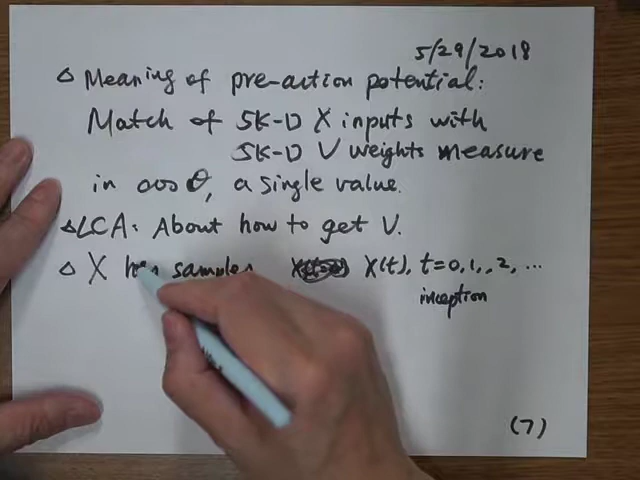 5/29/2018
△ Meaning of pre-action potential:
Match of 5K-D X inputs with
5K-D V weights measure
in cos θ, a single value.
△ LCA: About how to get V.
△ X has samples X(t), t=0,1,,2, ...
inception
(7)